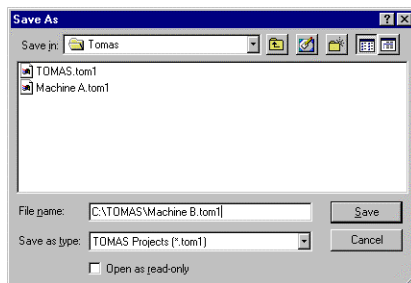 Save As
Save in: Tomas
TOMAS.tom1
Machine A.tom1
File name: C:\TOMAS\Machine B.tom1 Save
Save as type: TOMAS Projects (*.tom1) Cancel
Open as read-only